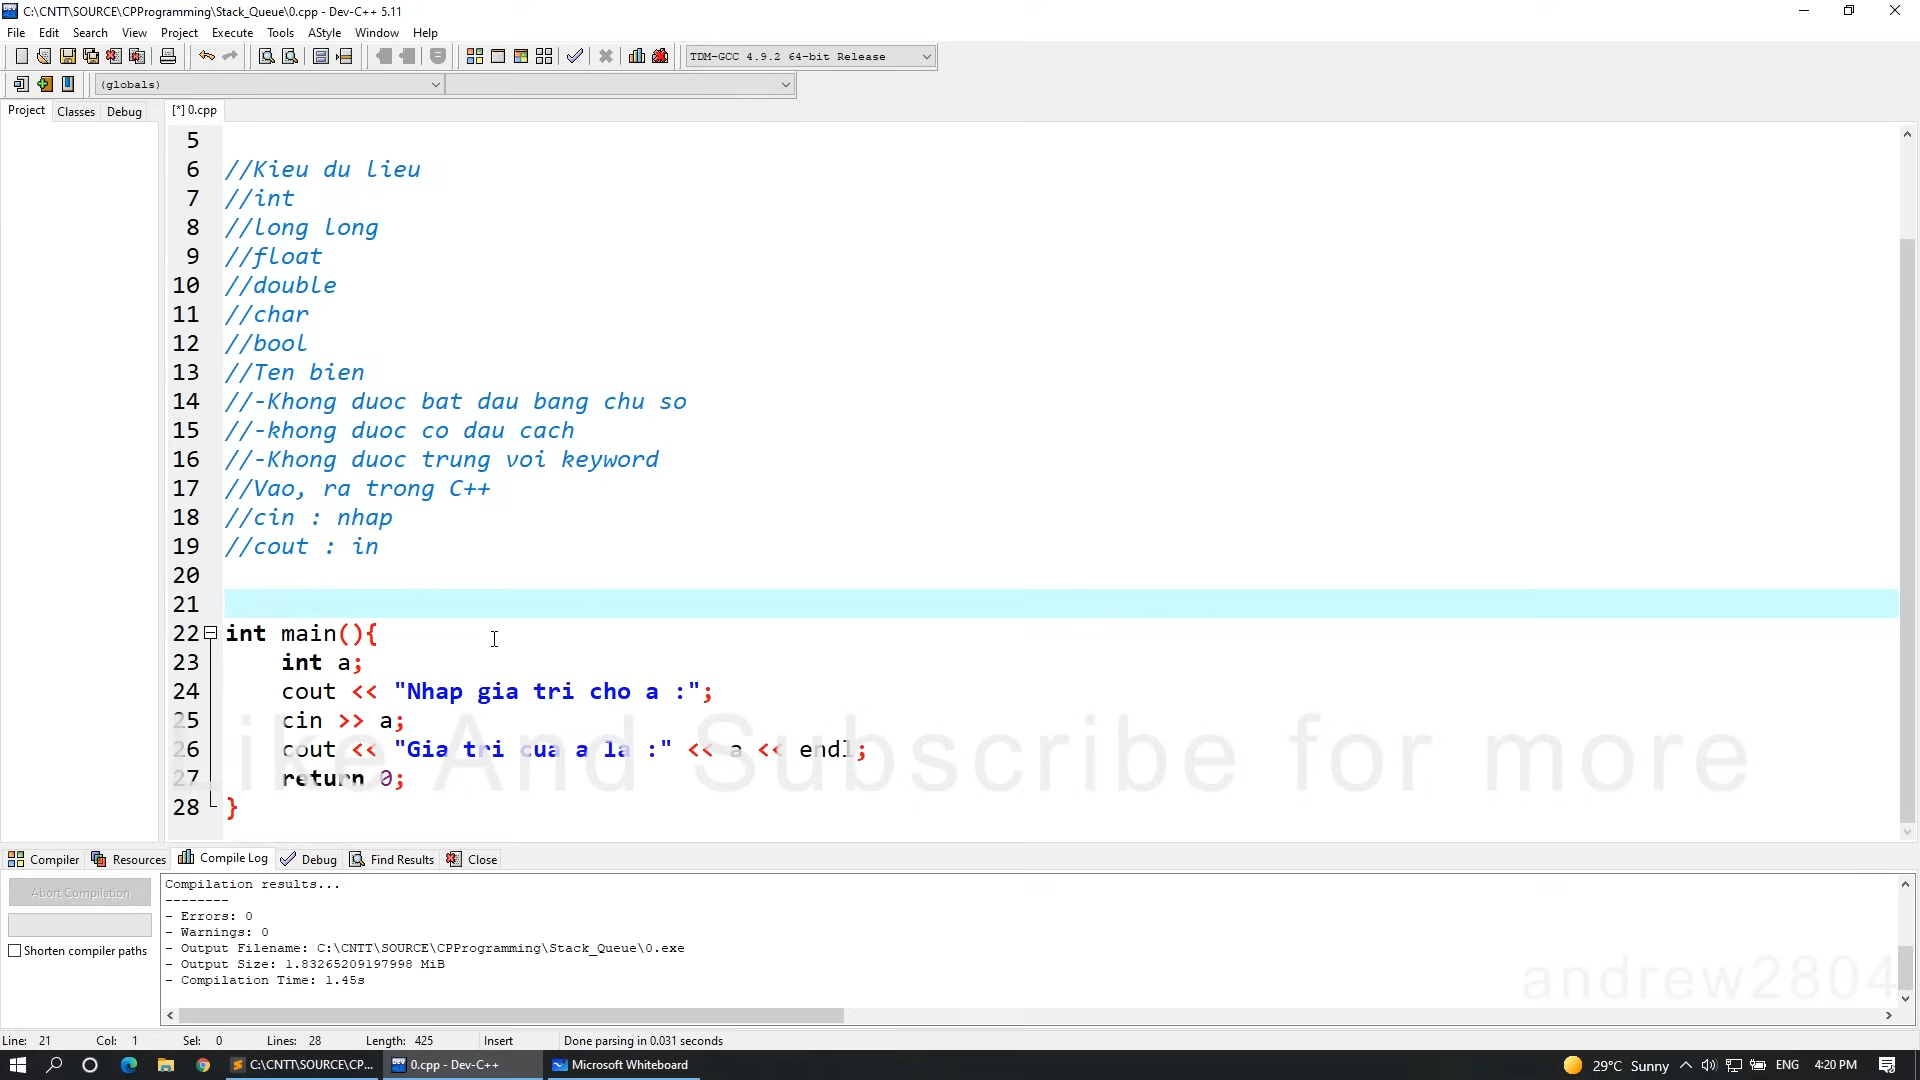 C:\CNTT\SOURCE\CPProgramming\Stack_Queue\0.cpp - Dev-C++ 5.11
File Edit Search View Project Execute Tools AStyle Window Help
TDM-GCC 4.9.2 64-bit Release
(globals)
Project Classes Debug [*] 0.cpp
5
6 //Kieu du lieu
7 //int
8 //long long
9 //float
10 //double
11 //char
12 //bool
13 //Ten bien
14 //-Khong duoc bat dau bang chu so
15 //-khong duoc co dau cach
16 //-Khong duoc trung voi keyword
17 //Vao, ra trong C++
18 //cin : nhap
19 //cout : in
20
21
22 int main(){
23 int a;
24 cout << "Nhap gia tri cho a :";
25 cin >> a;
26 cout << "Gia tri cua a la :" << a << endl;
27 return 0;
28 }
Like And Subscribe for more
Compiler Resources Compile Log Debug Find Results Close
Abort Compilation
Shorten compiler paths
Compilation results...
--------
- Errors: 0
- Warnings: 0
- Output Filename: C:\CNTT\SOURCE\CPProgramming\Stack_Queue\0.exe
- Output Size: 1.83265209197998 MiB
- Compilation Time: 1.45s
andrew2804
Line: 21 Col: 1 Sel: 0 Lines: 28 Length: 425 Insert Done parsing in 0.031 seconds
C:\CNTT\SOURCE\CP... 0.cpp - Dev-C++ Microsoft Whiteboard 29°C Sunny ENG 4:20 PM